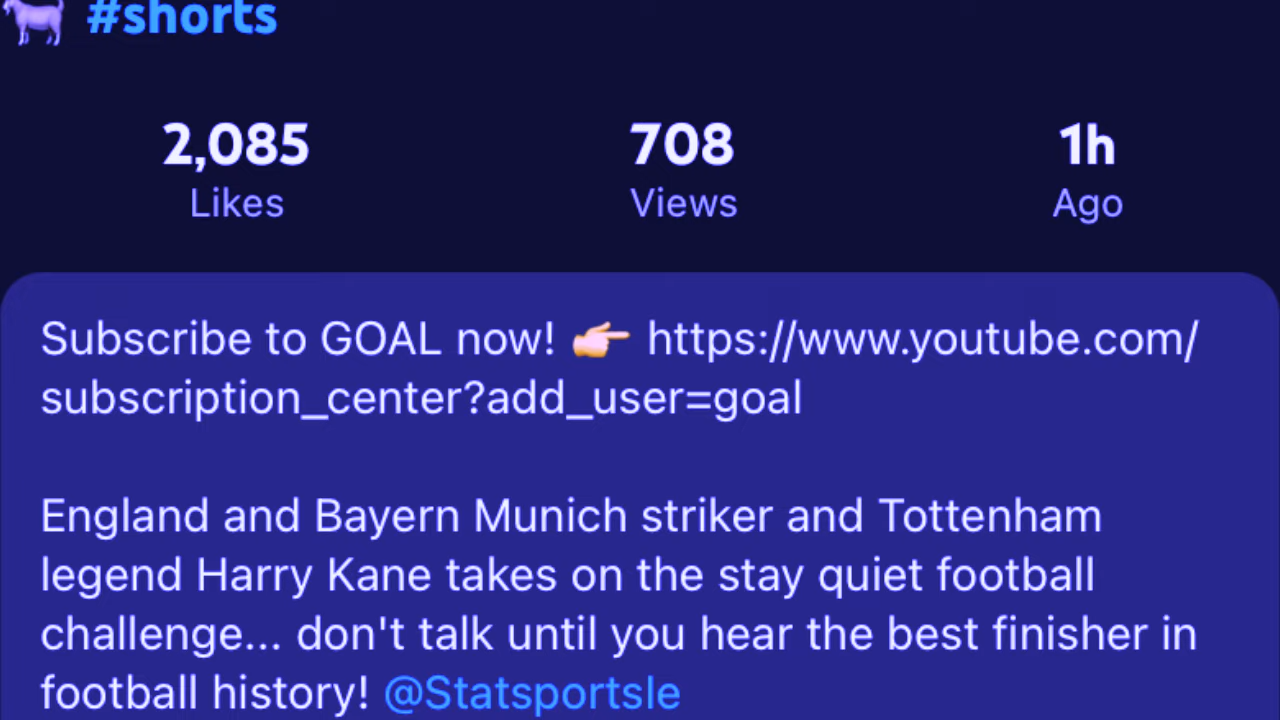 🐐 #shorts
2,085 708 1h
Likes Views Ago
Subscribe to GOAL now! 👉 https://www.youtube.com/
subscription_center?add_user=goal
England and Bayern Munich striker and Tottenham
legend Harry Kane takes on the stay quiet football
challenge... don't talk until you hear the best finisher in
football history! @Statsportsle